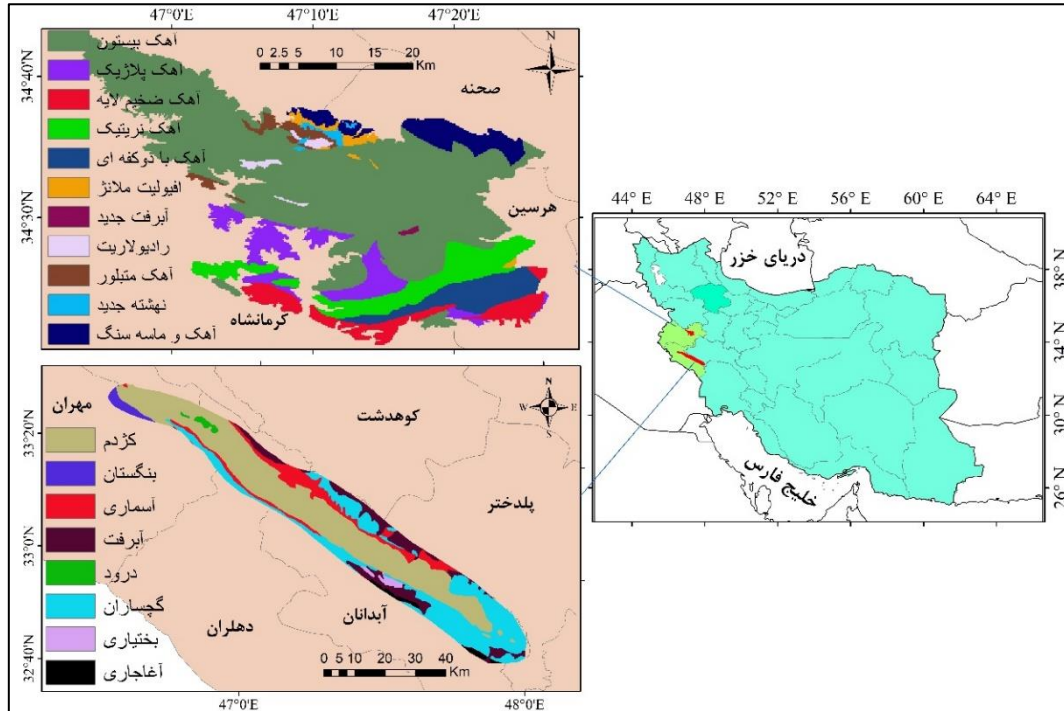 47°0'E 47°10'E 47°20'E
34°40'N
34°30'N
آهک بیستون
آهک پلاژیک
آهک ضخیم لایه
آهک نریتیک
آهک با دوکفه ای
افیولیت ملانژ
آبرفت جدید
رادیولاریت
آهک متبلور
نهشته جدید
آهک و ماسه سنگ
0 2.5 5 10 15 20
Km
N
صحنه
هرسین
کرمانشاه
33°20'N
33°0'N
32°40'N
مهران
کژدم
بنگستان
آسماری
آبرفت
درود
گچساران
بختیاری
آغاجاری
کوهدشت
پلدختر
آبدانان
دهلران
N
W E
S
0 5 10 20 30 40
Km
47°0'E 48°0'E
44° E 48° E 52° E 56° E 60° E 64° E
38°N
34°N
30°N
26°N
دریای خزر
خلیج فارس